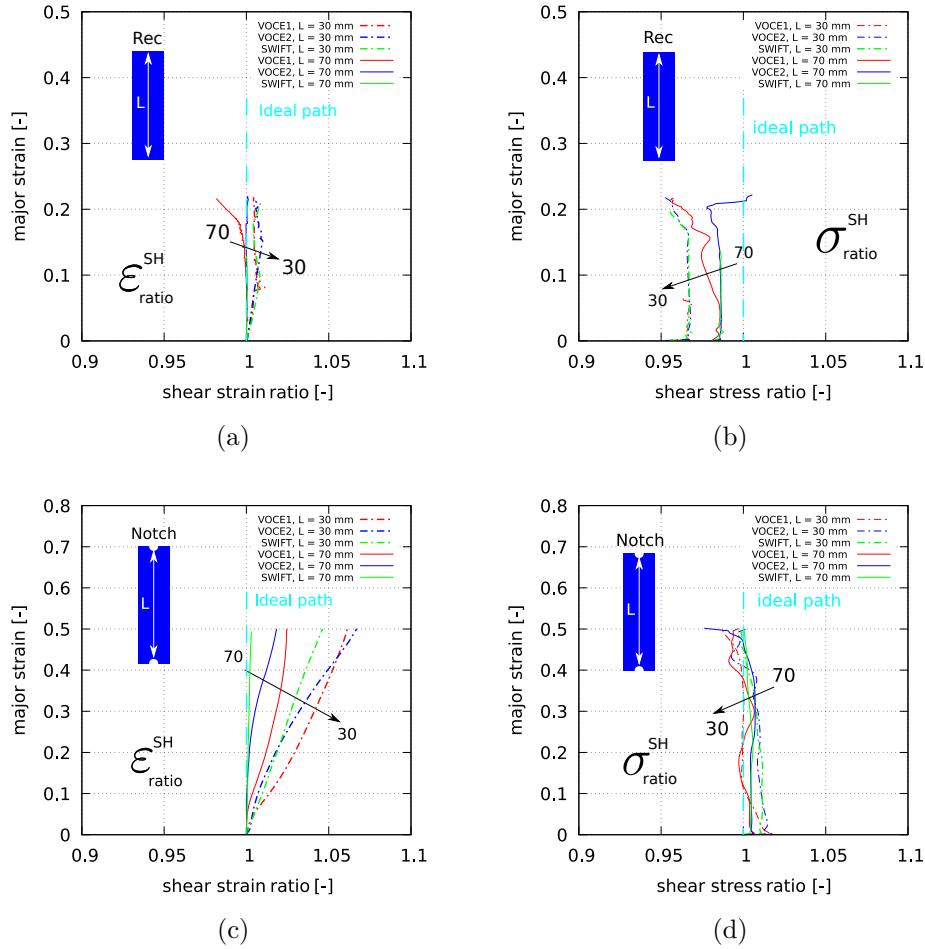 Rec
L
VOCE1, L = 30 mm
VOCE2, L = 30 mm
SWIFT, L = 30 mm
VOCE1, L = 70 mm
VOCE2, L = 70 mm
SWIFT, L = 70 mm
Ideal path
70
30
ε SH ratio
major strain [-]
0.5
0.4
0.3
0.2
0.1
0
0.9 0.95 1 1.05 1.1
shear strain ratio [-]
(a)
Rec
L
VOCE1, L = 30 mm
VOCE2, L = 30 mm
SWIFT, L = 30 mm
VOCE1, L = 70 mm
VOCE2, L = 70 mm
SWIFT, L = 70 mm
ideal path
70
30
σ SH ratio
major strain [-]
0.5
0.4
0.3
0.2
0.1
0
0.9 0.95 1 1.05 1.1
shear stress ratio [-]
(b)
Notch
L
VOCE1, L = 30 mm
VOCE2, L = 30 mm
SWIFT, L = 30 mm
VOCE1, L = 70 mm
VOCE2, L = 70 mm
SWIFT, L = 70 mm
Ideal path
70
30
ε SH ratio
major strain [-]
0.8
0.7
0.6
0.5
0.4
0.3
0.2
0.1
0
0.9 0.95 1 1.05 1.1
shear strain ratio [-]
(c)
Notch
L
VOCE1, L = 30 mm
VOCE2, L = 30 mm
SWIFT, L = 30 mm
VOCE1, L = 70 mm
VOCE2, L = 70 mm
SWIFT, L = 70 mm
ideal path
70
30
σ SH ratio
major strain [-]
0.8
0.7
0.6
0.5
0.4
0.3
0.2
0.1
0
0.9 0.95 1 1.05 1.1
shear stress ratio [-]
(d)